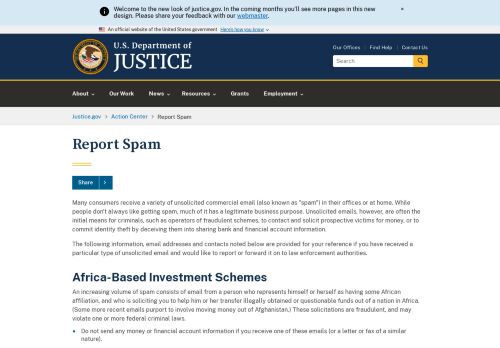 Welcome to the new look of justice.gov. In the coming months you'll see more pages in this new
design. Please share your feedback with our webmaster.
×
An official website of the United States government Here's how you know
U.S. Department of
JUSTICE
Our Offices | Find Help | Contact Us
Search
About
Our Work
News
Resources
Grants
Employment
Justice.gov > Action Center > Report Spam
Report Spam
Share >
Many consumers receive a variety of unsolicited commercial email (also known as "spam") in their offices or at home. While
people don't always like getting spam, much of it has a legitimate business purpose. Unsolicited emails, however, are often the
initial means for criminals, such as operators of fraudulent schemes, to contact and solicit prospective victims for money, or to
commit identity theft by deceiving them into sharing bank and financial account information.
The following information, email addresses and contacts noted below are provided for your reference if you have received a
particular type of unsolicited email and would like to report or forward it on to law enforcement authorities.
Africa-Based Investment Schemes
An increasing volume of spam consists of email from a person who represents himself or herself as having some African
affiliation, and who is soliciting you to help him or her transfer illegally obtained or questionable funds out of a nation in Africa.
(Some more recent emails purport to involve moving money out of Afghanistan.) These solicitations are fraudulent, and may
violate one or more federal criminal laws.
• Do not send any money or financial account information if you receive one of these emails (or a letter or fax of a similar
nature).